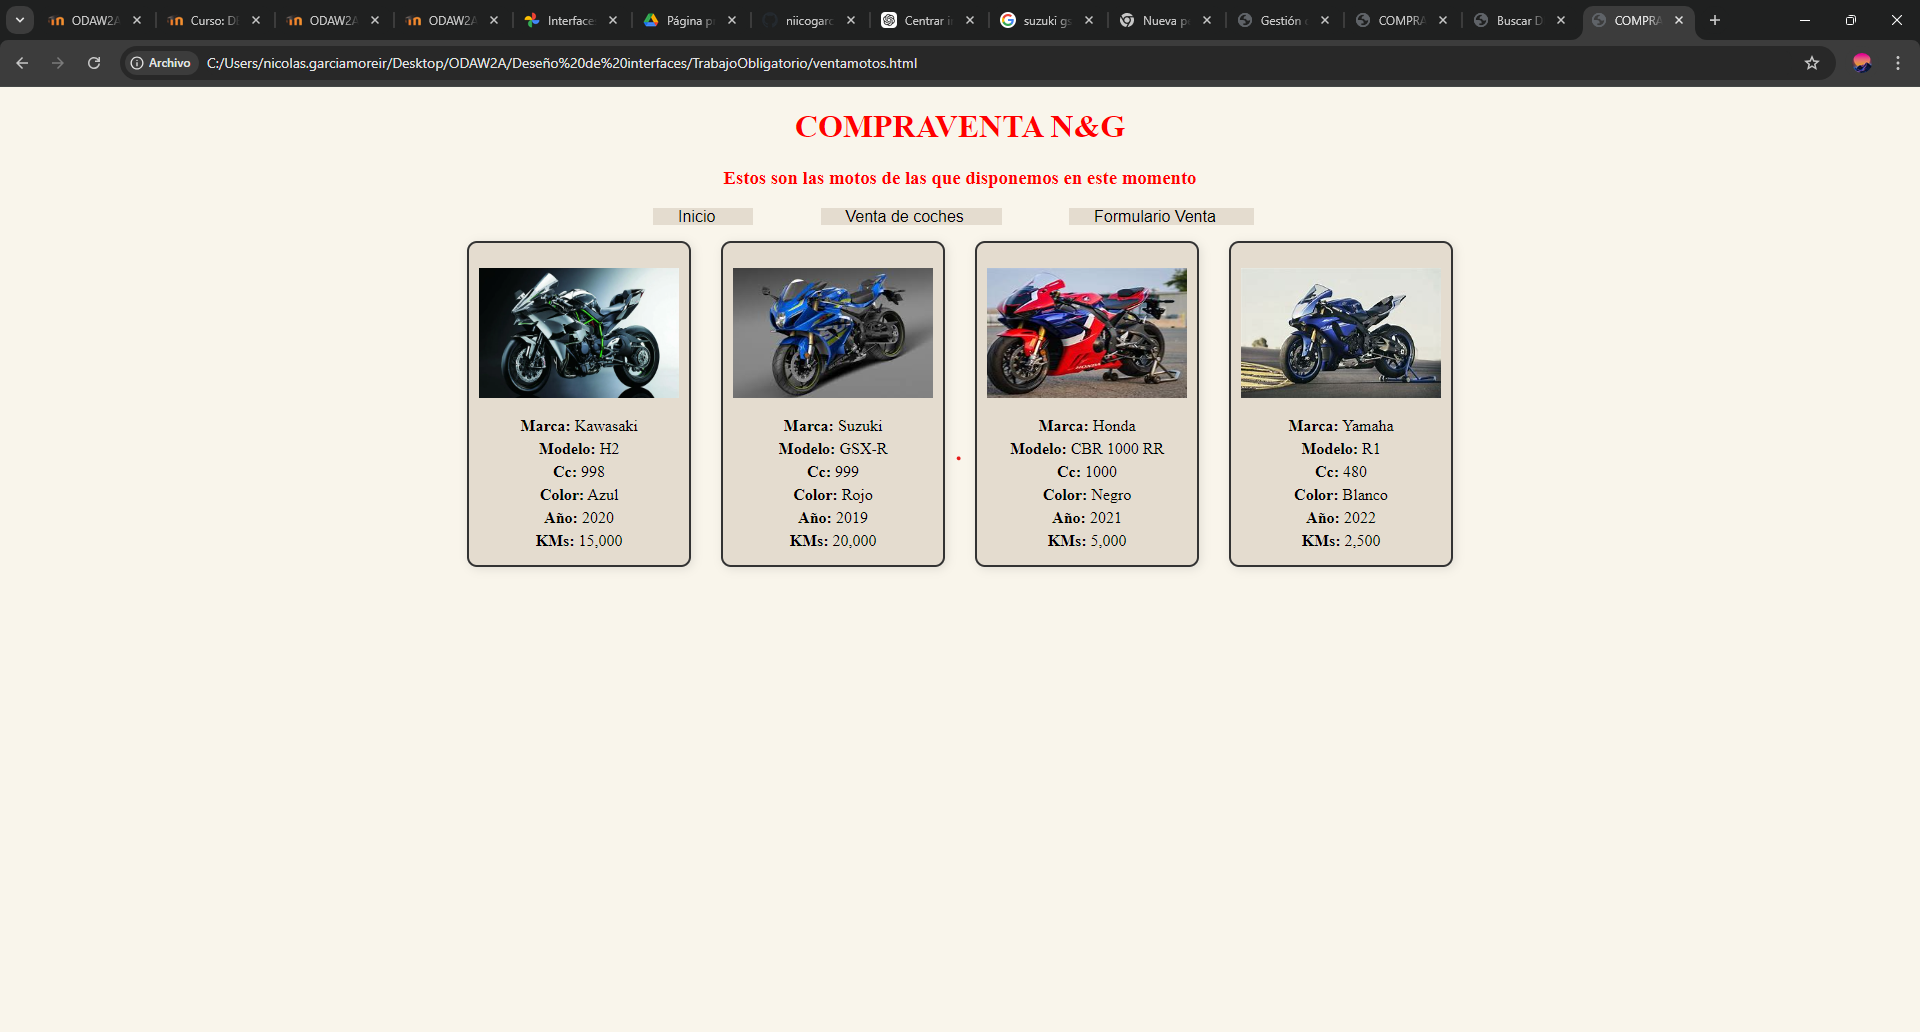 ODAW2A
Curso: DE
ODAW2A
ODAW2A
Interface
Página p
niicogarc
Centrar i
suzuki gs
Nueva p
Gestión
COMPRA
Buscar D
COMPRA
Archivo
C:/Users/nicolas.garciamoreir/Desktop/ODAW2A/Deseño%20de%20interfaces/TrabajoObligatorio/ventamotos.html
COMPRAVENTA N&G
Estos son las motos de las que disponemos en este momento
Inicio
Venta de coches
Formulario Venta
Marca: Kawasaki
Modelo: H2
Cc: 998
Color: Azul
Año: 2020
KMs: 15,000
Marca: Suzuki
Modelo: GSX-R
Cc: 999
Color: Rojo
Año: 2019
KMs: 20,000
HONDA
Marca: Honda
Modelo: CBR 1000 RR
Cc: 1000
Color: Negro
Año: 2021
KMs: 5,000
Marca: Yamaha
Modelo: R1
Cc: 480
Color: Blanco
Año: 2022
KMs: 2,500